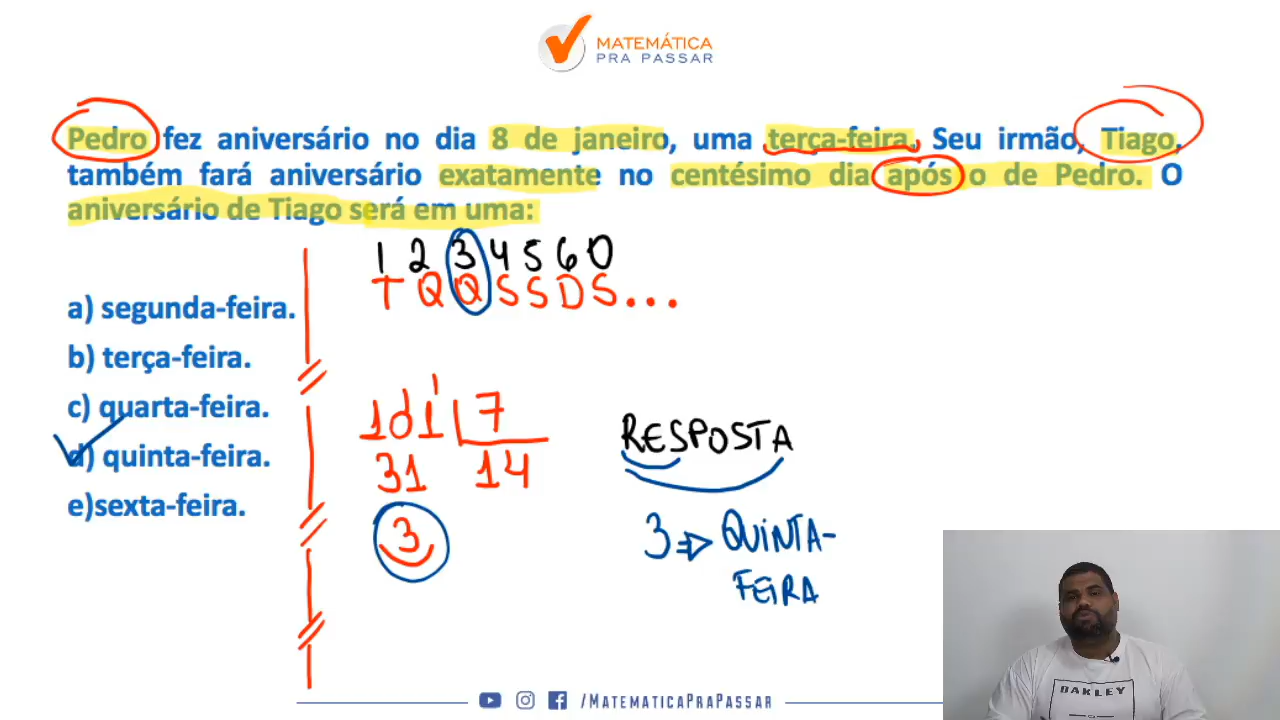 MATEMÁTICA
PRA PASSAR
Pedro fez aniversário no dia 8 de janeiro, uma terça-feira. Seu irmão, Tiago,
também fará aniversário exatamente no centésimo dia após o de Pedro. O
aniversário de Tiago será em uma:
1 2 3 4 5 6 0
T Q Q S S D S...
a) segunda-feira.
b) terça-feira.
c) quarta-feira.
d) quinta-feira.
e)sexta-feira.
101 7
31 14
3
RESPOSTA
3 ⇒ QUINTA-
FEIRA
OAKLEY
/MATEMATICAPRAPASSAR